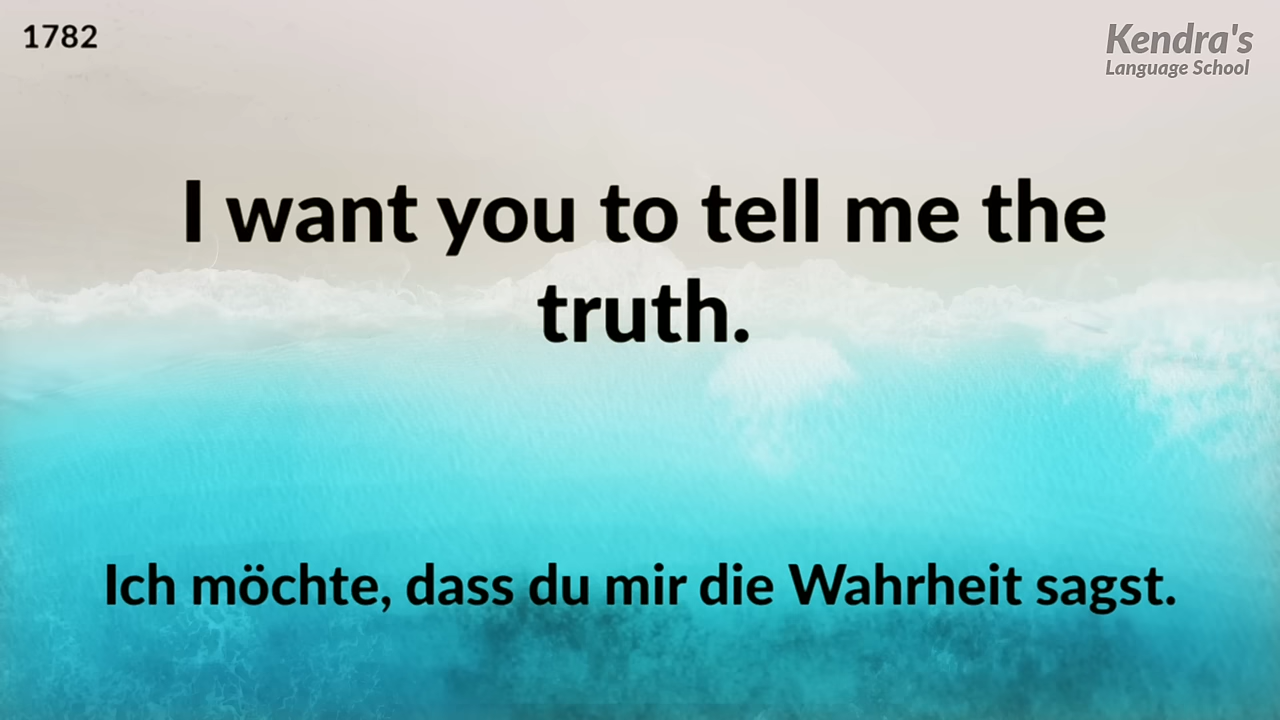 1782
Kendra's
Language School
I want you to tell me the
truth.
Ich möchte, dass du mir die Wahrheit sagst.